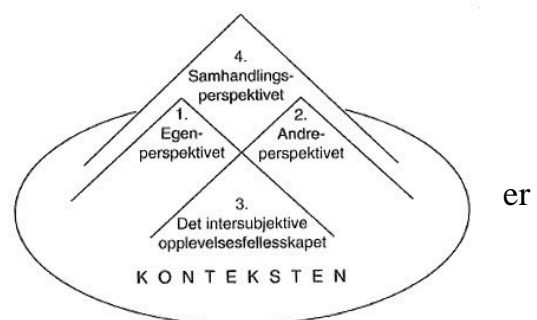 4.
Samhandlings-
perspektivet
1.
Egen-
perspektivet
2.
Andre-
perspektivet
3.
Det intersubjektive
opplevelsesfellesskapet
KONTEKSTEN
er